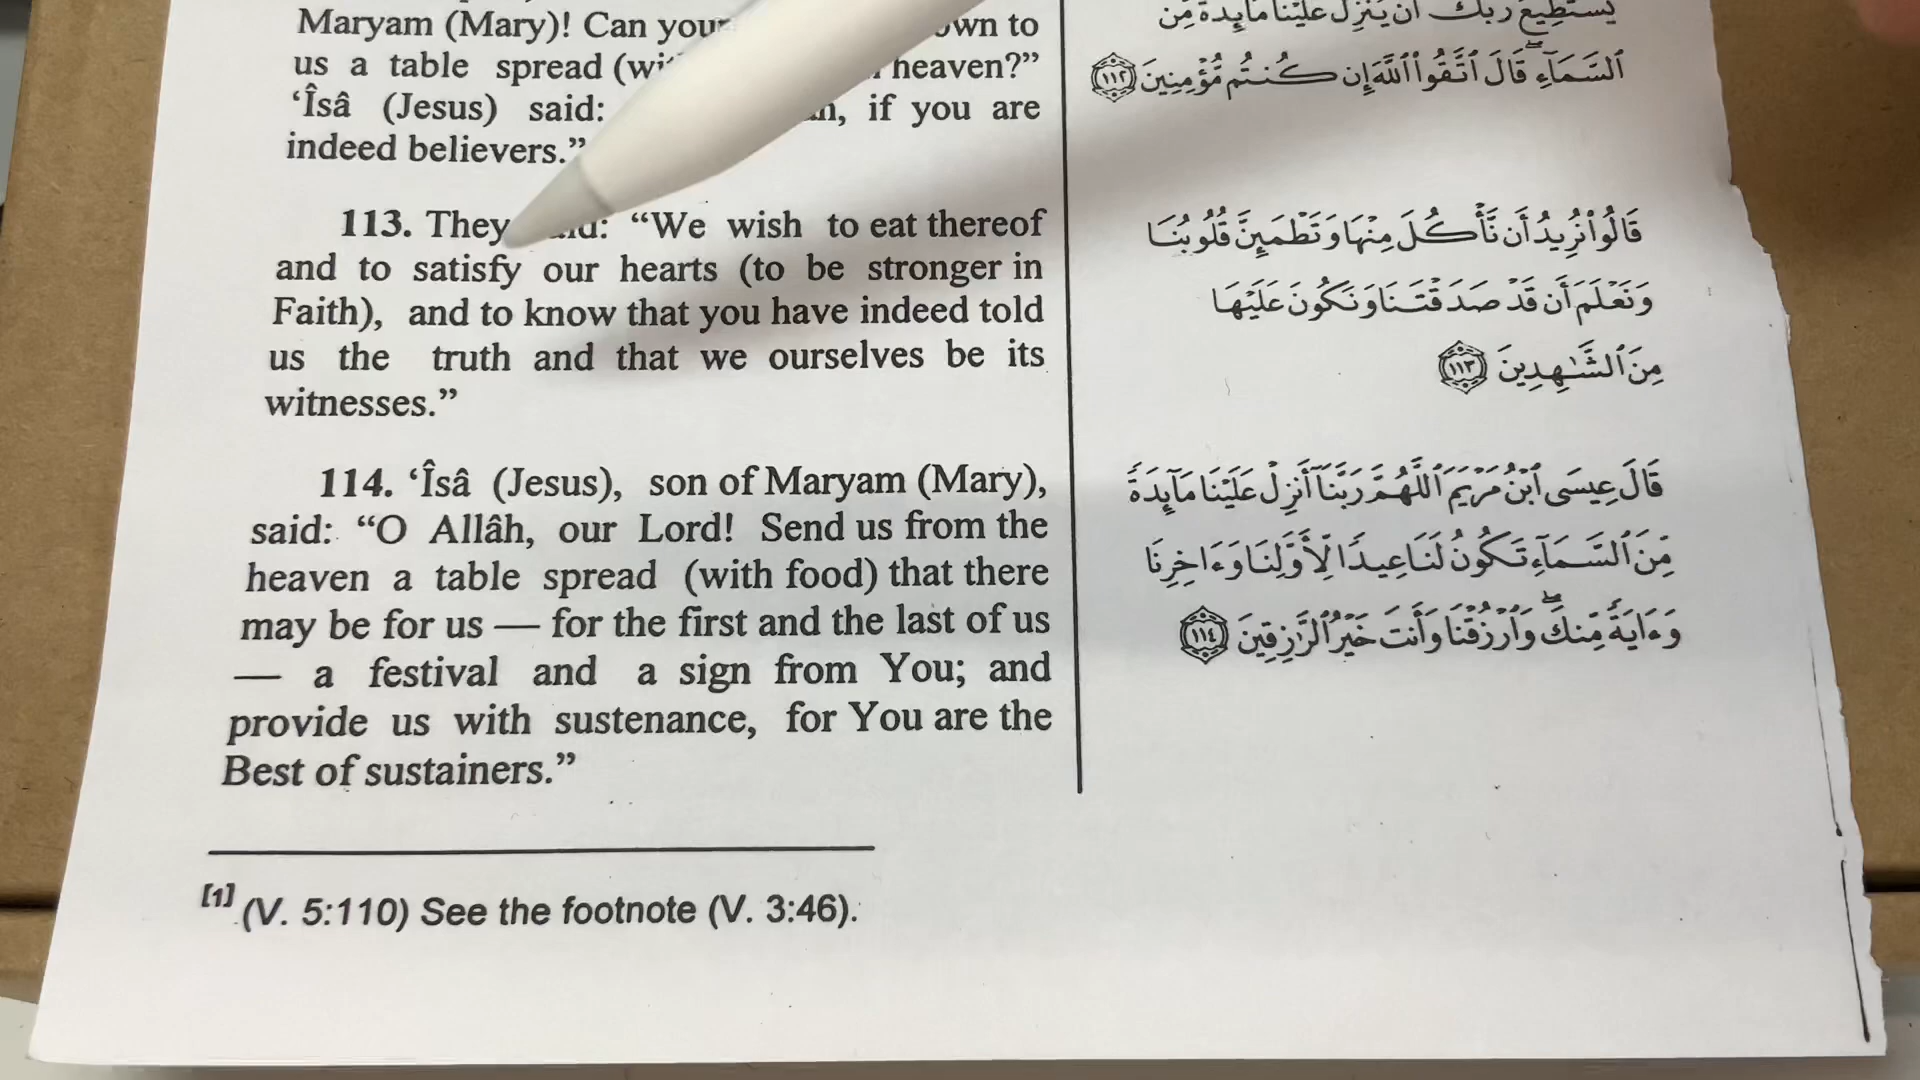 Maryam (Mary)! Can your own to
us a table spread (with heaven?”
‘Îsâ (Jesus) said: if you are
indeed believers.”
113. They said: “We wish to eat thereof
and to satisfy our hearts (to be stronger in
Faith), and to know that you have indeed told
us the truth and that we ourselves be its
witnesses.”
114. ‘Îsâ (Jesus), son of Maryam (Mary),
said: “O Allâh, our Lord! Send us from the
heaven a table spread (with food) that there
may be for us — for the first and the last of us
— a festival and a sign from You; and
provide us with sustenance, for You are the
Best of sustainers.”
[1] (V. 5:110) See the footnote (V. 3:46).
يَسْتَطِيعُ رَبُّكَ أَن يُنَزِّلَ عَلَيْنَا مَآئِدَةً مِّنَ
ٱلسَّمَآءِ ۖ قَالَ ٱتَّقُوا۟ ٱللَّهَ إِن كُنتُم مُّؤْمِنِينَ ١١٢
قَالُوا۟ نُرِيدُ أَن نَّأْكُلَ مِنْهَا وَتَطْمَئِنَّ قُلُوبُنَا
وَنَعْلَمَ أَن قَدْ صَدَقْتَنَا وَنَكُونَ عَلَيْهَا
مِنَ ٱلشَّٰهِدِينَ ١١٣
قَالَ عِيسَى ٱبْنُ مَرْيَمَ ٱللَّهُمَّ رَبَّنَآ أَنزِلْ عَلَيْنَا مَآئِدَةً
مِّنَ ٱلسَّمَآءِ تَكُونُ لَنَا عِيدًا لِّأَوَّلِنَا وَءَاخِرِنَا
وَءَايَةً مِّنكَ ۖ وَٱرْزُقْنَا وَأَنتَ خَيْرُ ٱلرَّٰزِقِينَ ١١٤